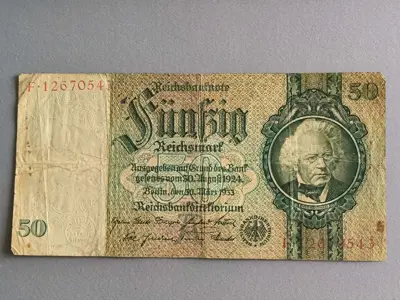 Reichsbanknote
F·1267054
50
Fünfzig
Reichsmark
Ausgegeben auf Grund des Bank
gesetzes vom 30. August 1924
Berlin, den 30. März 1933
Reichsbankdirektorium
50